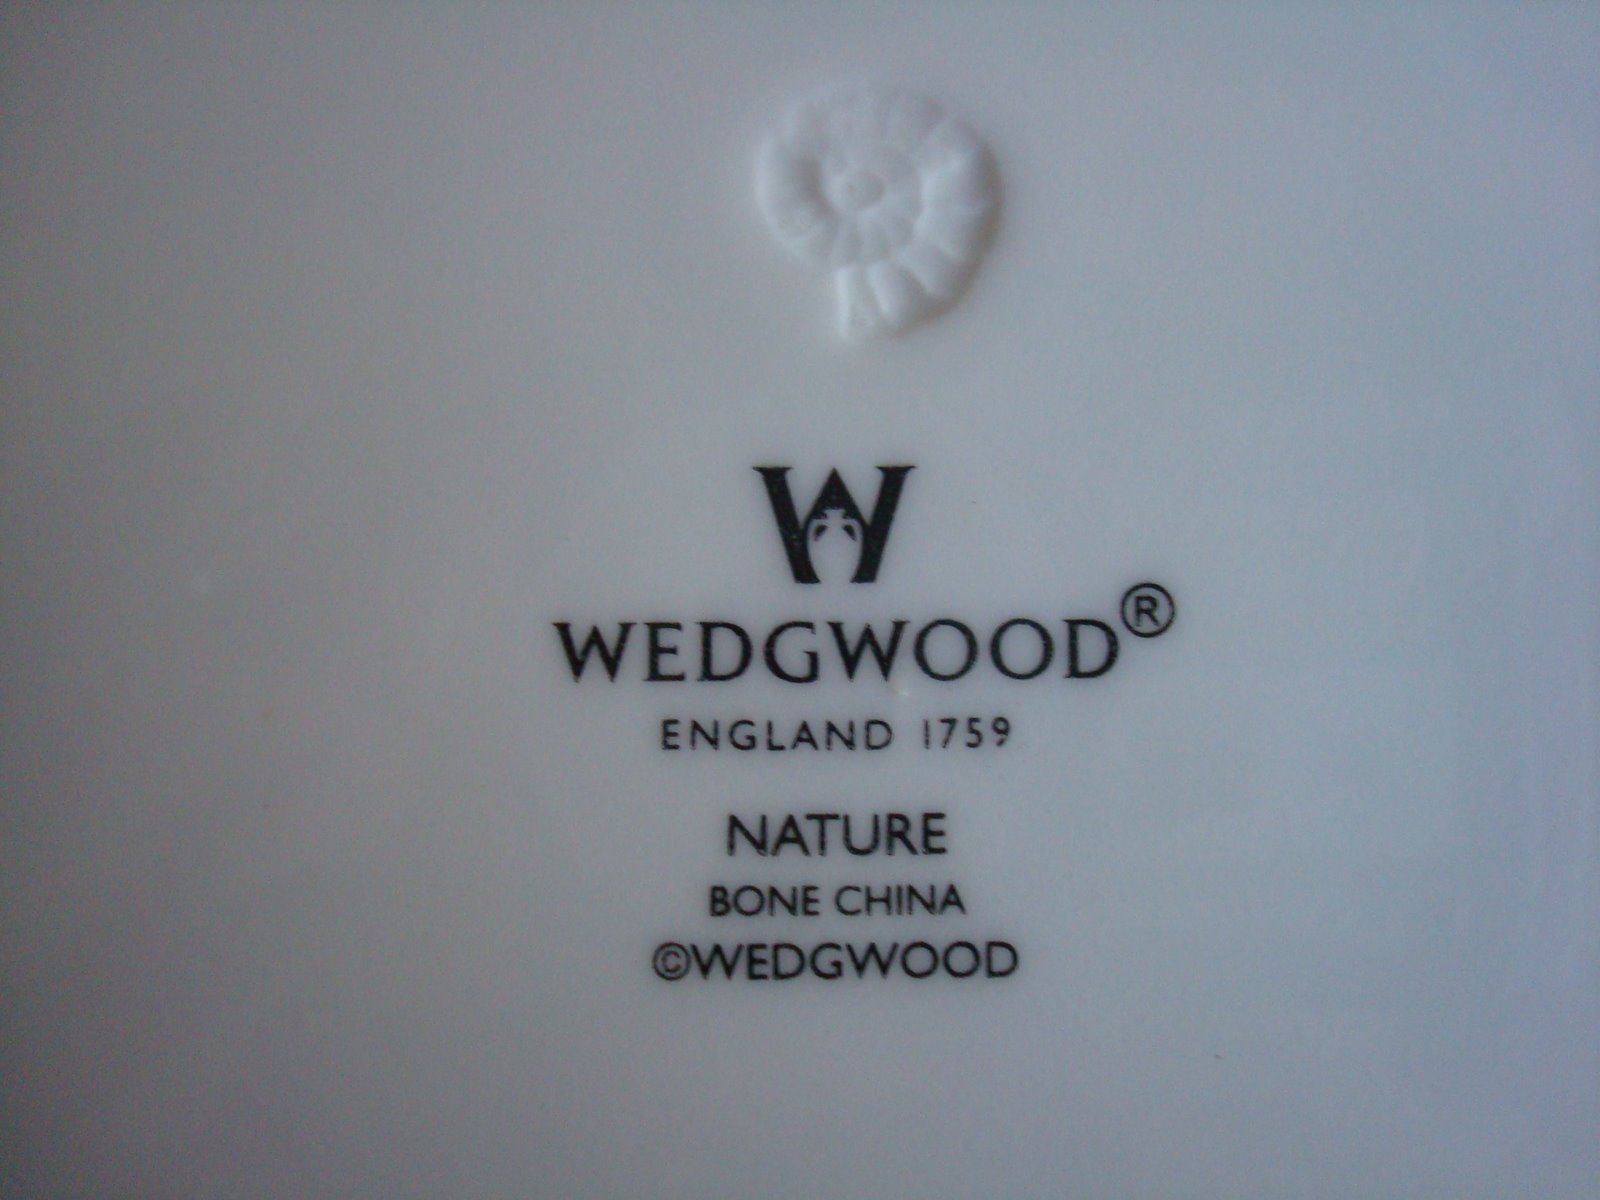 W
WEDGWOOD®
ENGLAND 1759
NATURE
BONE CHINA
©WEDGWOOD